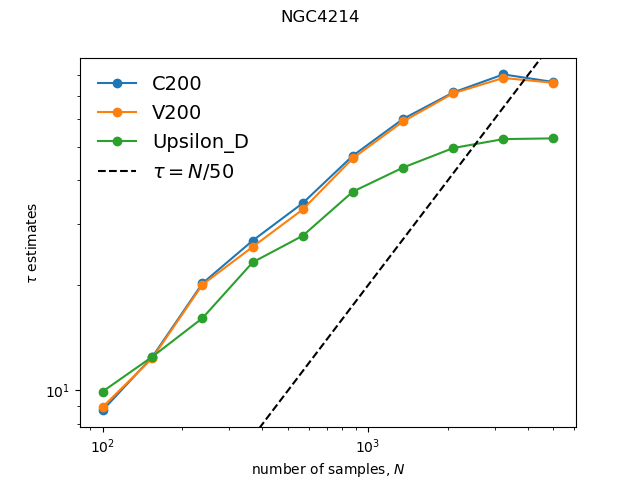 NGC4214
C200
V200
Upsilon_D
τ = N/50
τ estimates
10¹
10² 10³
number of samples, N